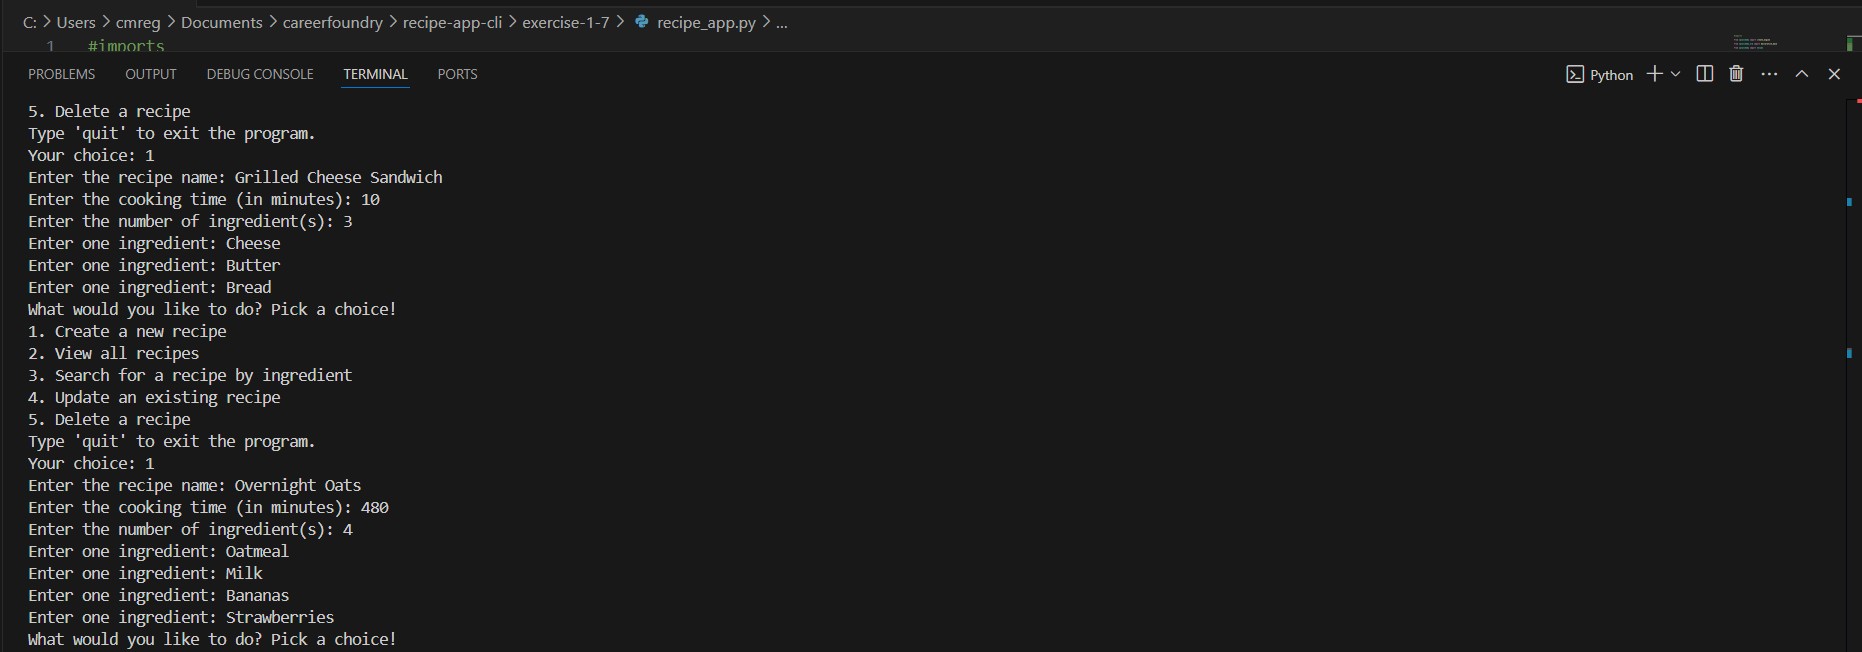 C: > Users > cmreg > Documents > careerfoundry > recipe-app-cli > exercise-1-7 > recipe_app.py > ...
1 #imports
PROBLEMS OUTPUT DEBUG CONSOLE TERMINAL PORTS Python
5. Delete a recipe
Type 'quit' to exit the program.
Your choice: 1
Enter the recipe name: Grilled Cheese Sandwich
Enter the cooking time (in minutes): 10
Enter the number of ingredient(s): 3
Enter one ingredient: Cheese
Enter one ingredient: Butter
Enter one ingredient: Bread
What would you like to do? Pick a choice!
1. Create a new recipe
2. View all recipes
3. Search for a recipe by ingredient
4. Update an existing recipe
5. Delete a recipe
Type 'quit' to exit the program.
Your choice: 1
Enter the recipe name: Overnight Oats
Enter the cooking time (in minutes): 480
Enter the number of ingredient(s): 4
Enter one ingredient: Oatmeal
Enter one ingredient: Milk
Enter one ingredient: Bananas
Enter one ingredient: Strawberries
What would you like to do? Pick a choice!